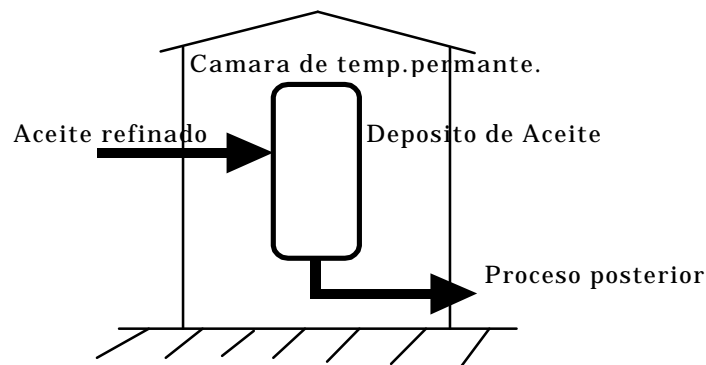 Camara de temp.permante.
Aceite refinado
Deposito de Aceite
Proceso posterior